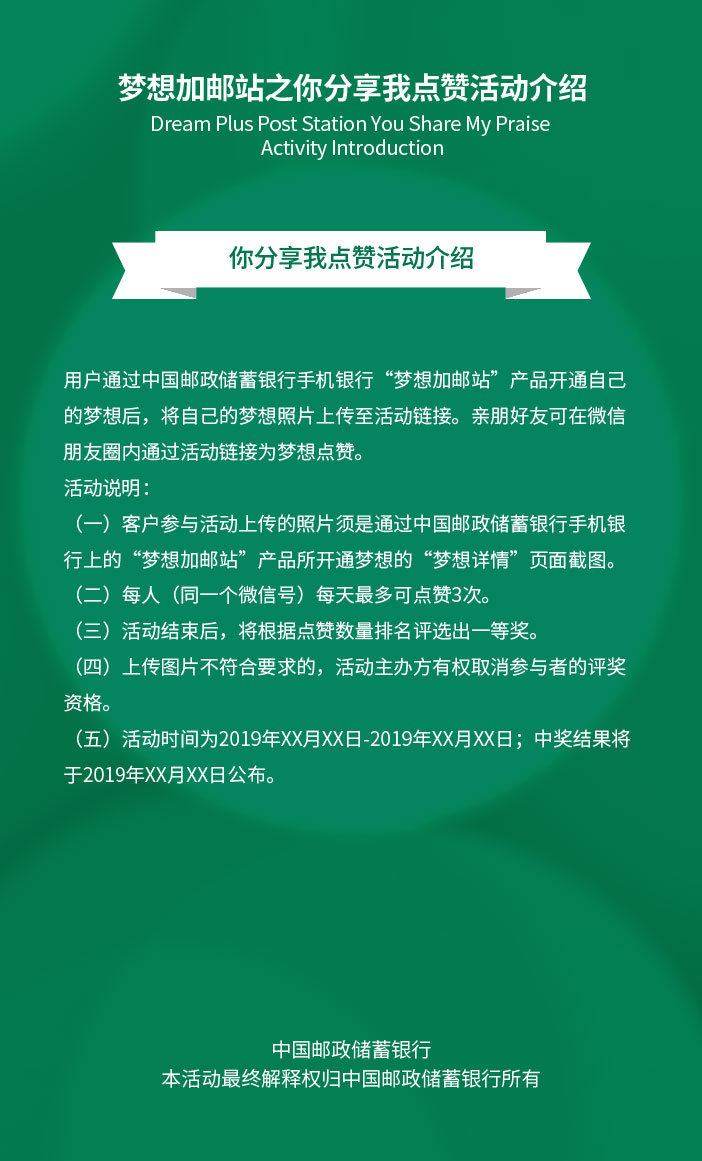 梦想加邮站之你分享我点赞活动介绍
Dream Plus Post Station You Share My Praise
Activity Introduction
你分享我点赞活动介绍
用户通过中国邮政储蓄银行手机银行“梦想加邮站”产品开通自己
的梦想后，将自己的梦想照片上传至活动链接。亲朋好友可在微信
朋友圈内通过活动链接为梦想点赞。
活动说明：
（一）客户参与活动上传的照片须是通过中国邮政储蓄银行手机银
行上的“梦想加邮站”产品所开通梦想的“梦想详情”页面截图。
（二）每人（同一个微信号）每天最多可点赞3次。
（三）活动结束后，将根据点赞数量排名评选出一等奖。
（四）上传图片不符合要求的，活动主办方有权取消参与者的评奖
资格。
（五）活动时间为2019年XX月XX日-2019年XX月XX日；中奖结果将
于2019年XX月XX日公布。
中国邮政储蓄银行
本活动最终解释权归中国邮政储蓄银行所有